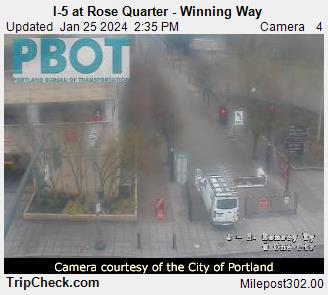 I-5 at Rose Quarter - Winning Way
Updated Jan 25 2024 2:35 PM Camera 4
PBOT
PORTLAND BUREAU OF TRANSPORTATION
Camera courtesy of the City of Portland
TripCheck.com Milepost302.00